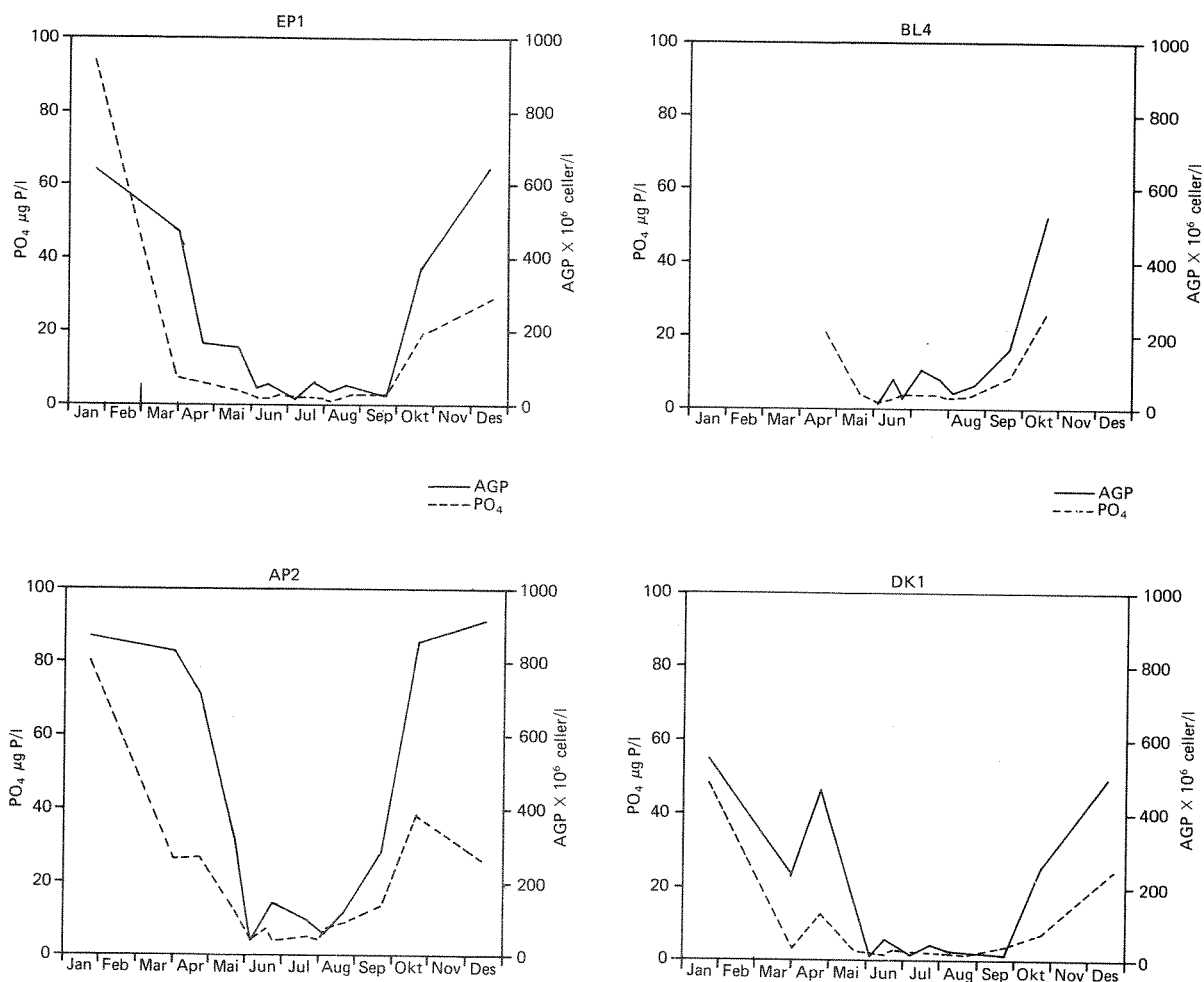 EP1
100
80
60
40
20
0
PO₄ µg P/l
1000
800
600
400
200
0
AGP X 10⁶ celler/l
Jan Feb Mar Apr Mai Jun Jul Aug Sep Okt Nov Des
AGP
PO₄
BL4
100
80
60
40
20
0
PO₄ µg P/l
1000
800
600
400
200
0
AGP X 10⁶ celler/l
Jan Feb Mar Apr Mai Jun Aug Sep Okt Nov Des
AGP
PO₄
AP2
100
80
60
40
20
0
PO₄ µg P/l
1000
800
600
400
200
0
AGP X 10⁶ celler/l
Jan Feb Mar Apr Mai Jun Jul Aug Sep Okt Nov Des
DK1
100
80
60
40
20
0
PO₄ µg P/l
1000
800
600
400
200
0
AGP X 10⁶ celler/l
Jan Feb Mar Apr Mai Jun Jul Aug Sep Okt Nov Des